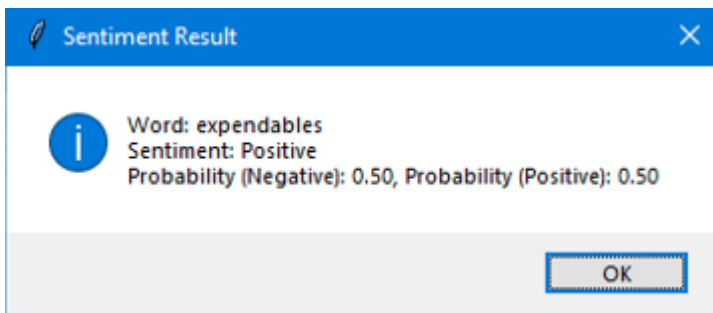 Sentiment Result
Word: expendables
Sentiment: Positive
Probability (Negative): 0.50, Probability (Positive): 0.50
OK